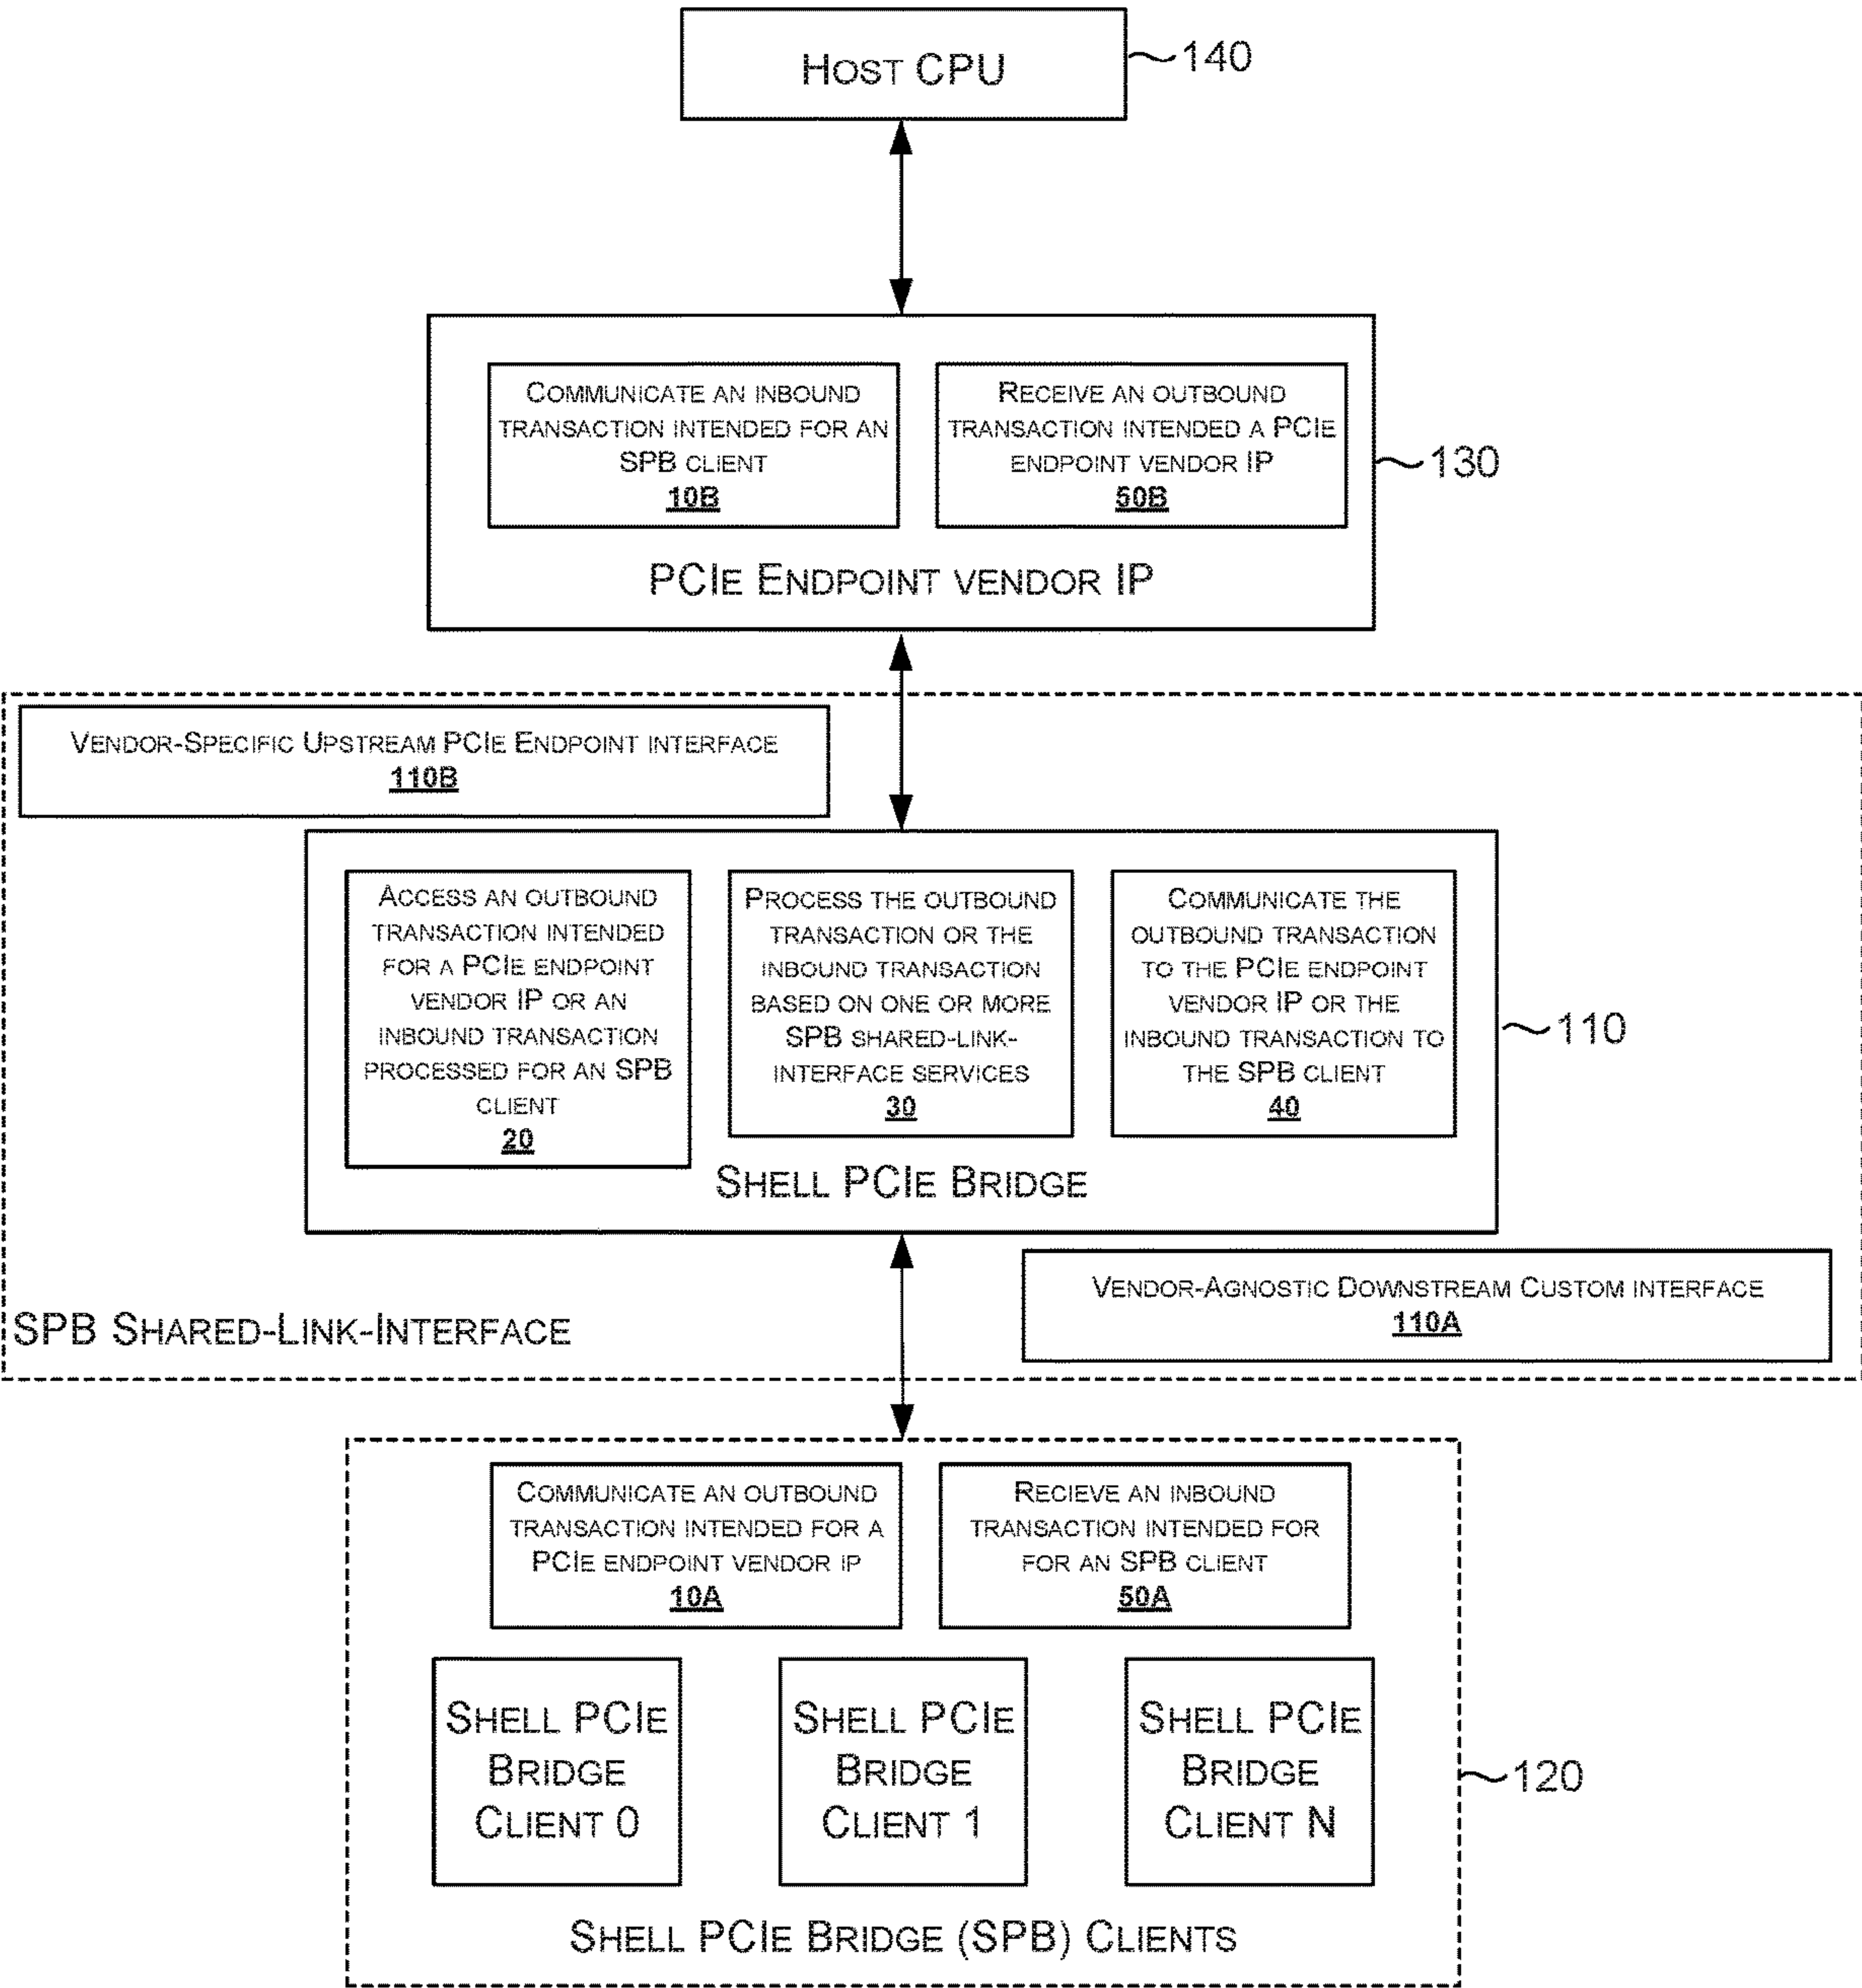 HOST CPU
140
COMMUNICATE AN INBOUND
TRANSACTION INTENDED FOR AN
SPB CLIENT
10B
RECEIVE AN OUTBOUND
TRANSACTION INTENDED A PCIE
ENDPOINT VENDOR IP
50B
130
PCIE ENDPOINT VENDOR IP
VENDOR-SPECIFIC UPSTREAM PCIE ENDPOINT INTERFACE
110B
ACCESS AN OUTBOUND
TRANSACTION INTENDED
FOR A PCIE ENDPOINT
VENDOR IP OR AN
INBOUND TRANSACTION
PROCESSED FOR AN SPB
CLIENT
20
PROCESS THE OUTBOUND
TRANSACTION OR THE
INBOUND TRANSACTION
BASED ON ONE OR MORE
SPB SHARED-LINK-
INTERFACE SERVICES
30
COMMUNICATE THE
OUTBOUND TRANSACTION
TO THE PCIE ENDPOINT
VENDOR IP OR THE
INBOUND TRANSACTION TO
THE SPB CLIENT
40
110
SHELL PCIE BRIDGE
VENDOR-AGNOSTIC DOWNSTREAM CUSTOM INTERFACE
110A
SPB SHARED-LINK-INTERFACE
COMMUNICATE AN OUTBOUND
TRANSACTION INTENDED FOR A
PCIE ENDPOINT VENDOR IP
10A
RECIEVE AN INBOUND
TRANSACTION INTENDED FOR
FOR AN SPB CLIENT
50A
SHELL PCIE
BRIDGE
CLIENT 0
SHELL PCIE
BRIDGE
CLIENT 1
SHELL PCIE
BRIDGE
CLIENT N
120
SHELL PCIE BRIDGE (SPB) CLIENTS